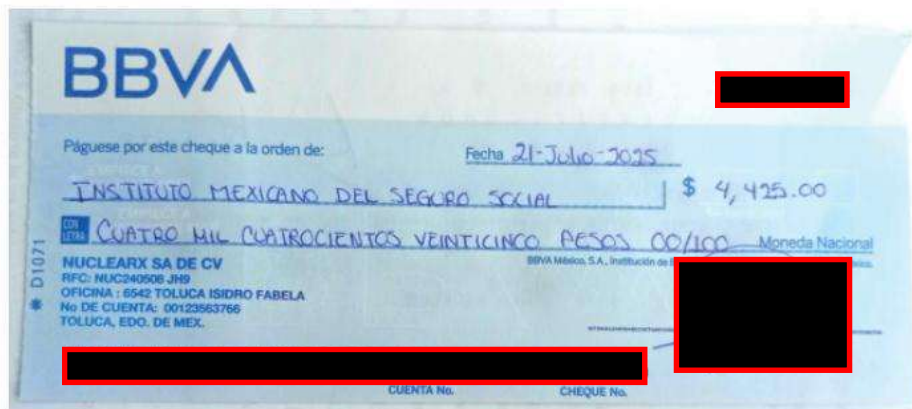 BBVA
Páguese por este cheque a la orden de:
Fecha 21-Julio-2025
INSTITUTO MEXICANO DEL SEGURO SOCIAL $ 4,425.00
CON LETRA CUATRO MIL CUATROCIENTOS VEINTICINCO PESOS 00/100 Moneda Nacional
BBVA México, S.A., Institución de
NUCLEARX SA DE CV
RFC: NUC240506 JH9
OFICINA : 6542 TOLUCA ISIDRO FABELA
No DE CUENTA: 00123563766
TOLUCA, EDO. DE MEX.
* D1071
CUENTA No. CHEQUE No.